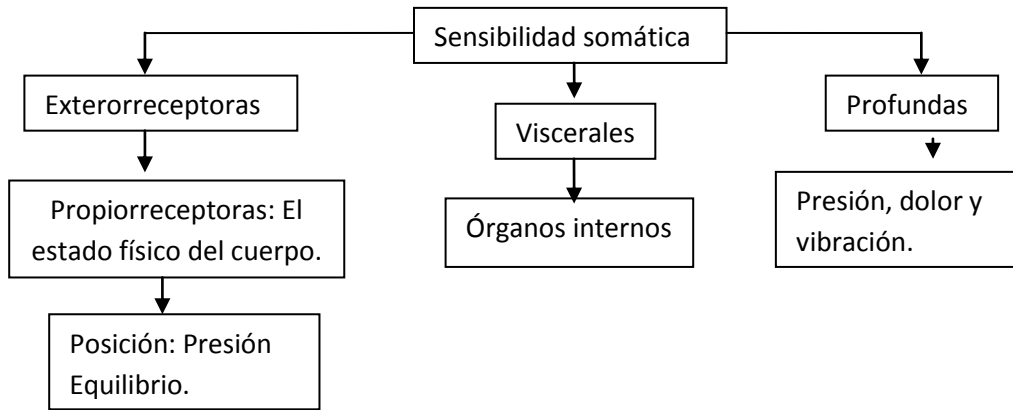 Sensibilidad somática
Exterorreceptoras
Viscerales
Profundas
Propiorreceptoras: El
estado físico del cuerpo.
Órganos internos
Presión, dolor y
vibración.
Posición: Presión
Equilibrio.